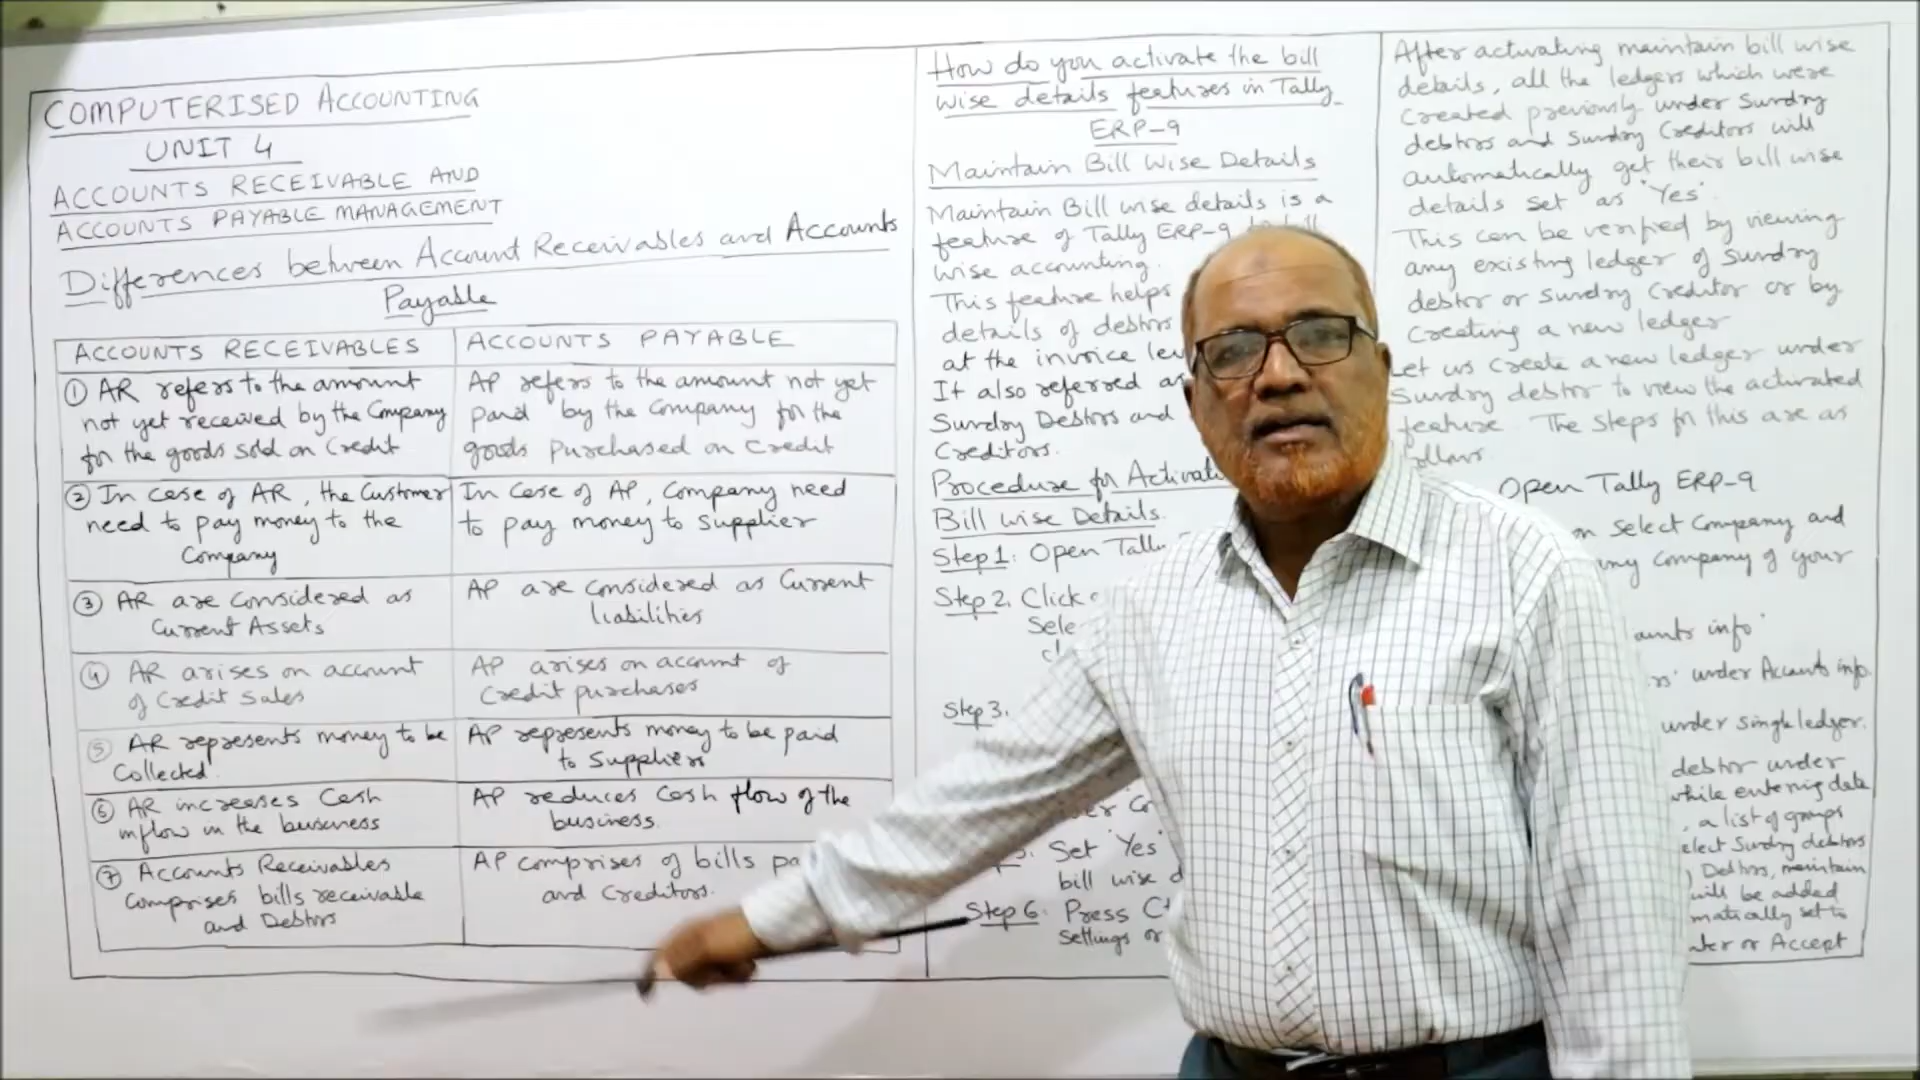 COMPUTERISED ACCOUNTING
UNIT 4
ACCOUNTS RECEIVABLE AND
ACCOUNTS PAYABLE MANAGEMENT
Differences between Account Receivables and Accounts
Payable
ACCOUNTS RECEIVABLES
① AR refers to the amount
not yet received by the Company
for the goods sold on Credit
② In case of AR, the Customer
need to pay money to the
Company
③ AR are considered as
Current Assets
④ AR arises on account
of Credit Sales
⑤ AR represents money to be
Collected.
⑥ AR increases Cash
inflow in the business
⑦ Accounts Receivables
Comprises bills receivable
and Debtors
ACCOUNTS PAYABLE
AP refers to the amount not yet
paid by the Company for the
goods purchased on Credit
In case of AP, Company need
to pay money to supplier
AP are considered as Current
liabilities
AP arises on account of
Credit purchases
AP represents money to be paid
to Suppliers
AP reduces cash flow of the
business.
AP comprises of bills pa
and Creditors.
How do you activate the bill
wise details features in Tally
ERP-9
Maintain Bill Wise Details
Maintain Bill wise details is a
feature of Tally ERP-9
wise accounting.
This feature helps
details of debtors
at the invoice
It also referred
Sundry Debtors and
Creditors.
Procedure for
Bill wise Details.
Step 1: Open
Step 2. Click
Step 3.
Set 'Yes'
bill wise
Step 6: Press
settings or
After activating maintain bill wise
details, all the ledgers which were
created previously under Sundry
debtors and Sundry Creditors will
automatically get their bill wise
details set as 'Yes'.
This can be verified by viewing
any existing ledger of Sundry
debtor or Sundry Creditor or by
creating a new ledger
Let us create a new ledger under
Sundry debtor to view the activated
feature. The steps for this are as
follows.
Open Tally ERP-9
on select Company and
any company of your
info'
under Accounts info.
under single ledger.
debtor under
while entering data
, a list of groups
select Sundry debtors
Debtors, maintain
will be added
matically set to
or Accept